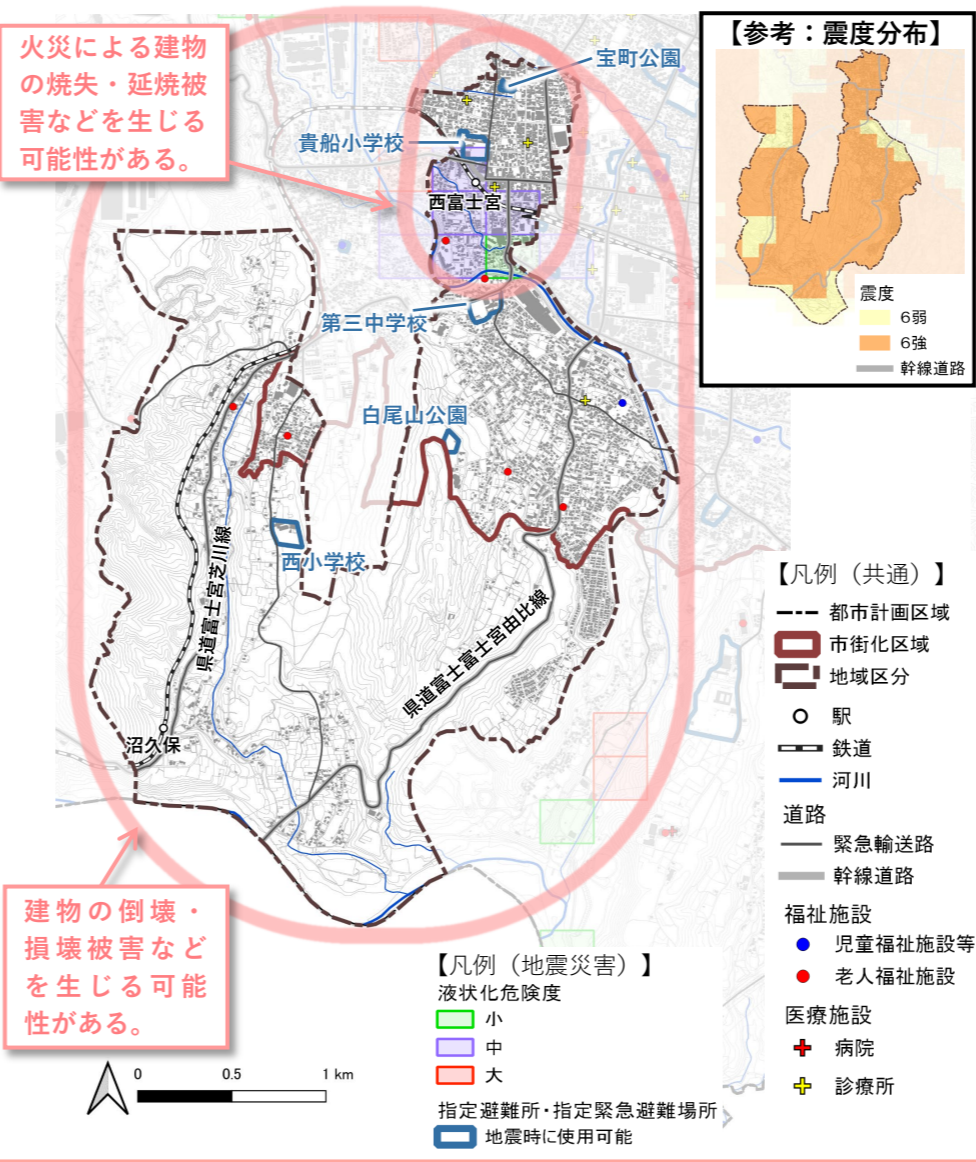 火災による建物
の焼失・延焼被
害などを生じる
可能性がある。
宝町公園
貴船小学校
西富士宮
第三中学校
白尾山公園
西小学校
県道富士宮芝川線
県道富士富士宮由比線
沼久保
建物の倒壊・
損壊被害など
を生じる可能
性がある。
0 0.5 1 km
【参考：震度分布】
震度
6弱
6強
幹線道路
【凡例（共通）】
都市計画区域
市街化区域
地域区分
駅
鉄道
河川
道路
緊急輸送路
幹線道路
福祉施設
児童福祉施設等
老人福祉施設
医療施設
病院
診療所
【凡例（地震災害）】
液状化危険度
小
中
大
指定避難所・指定緊急避難場所
地震時に使用可能